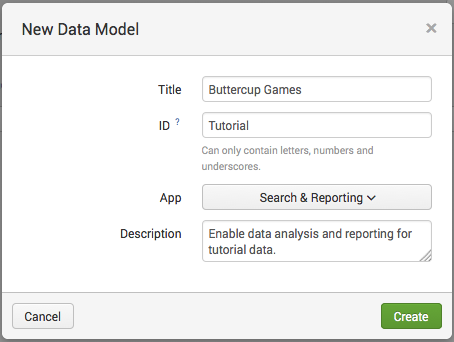 New Data Model
×
Title
Buttercup Games
ID ?
Tutorial
Can only contain letters, numbers and
underscores.
App
Search & Reporting
Description
Enable data analysis and reporting for
tutorial data.
Cancel
Create